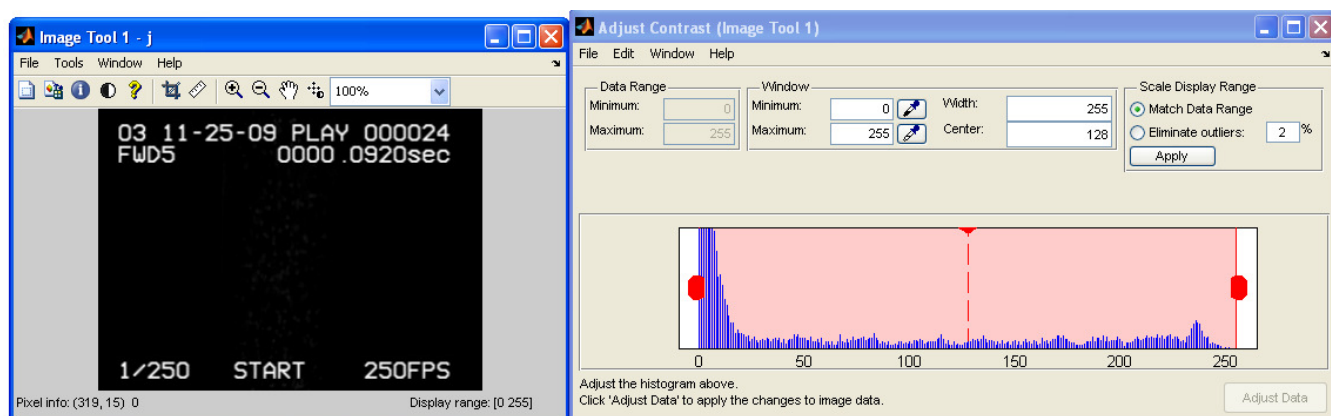 Image Tool 1 - j
File Tools Window Help
100%
03 11-25-09 PLAY 000024
FWD5 0000.0920sec
1/250 START 250FPS
Pixel info: (319, 15) 0 Display range: [0 255]
Adjust Contrast (Image Tool 1)
File Edit Window Help
Data Range
Minimum: 0
Maximum: 255
Window
Minimum: 0
Maximum: 255
Width: 255
Center: 128
Scale Display Range
Match Data Range
Eliminate outliers: 2 %
Apply
0 50 100 150 200 250
Adjust the histogram above.
Click 'Adjust Data' to apply the changes to image data.
Adjust Data